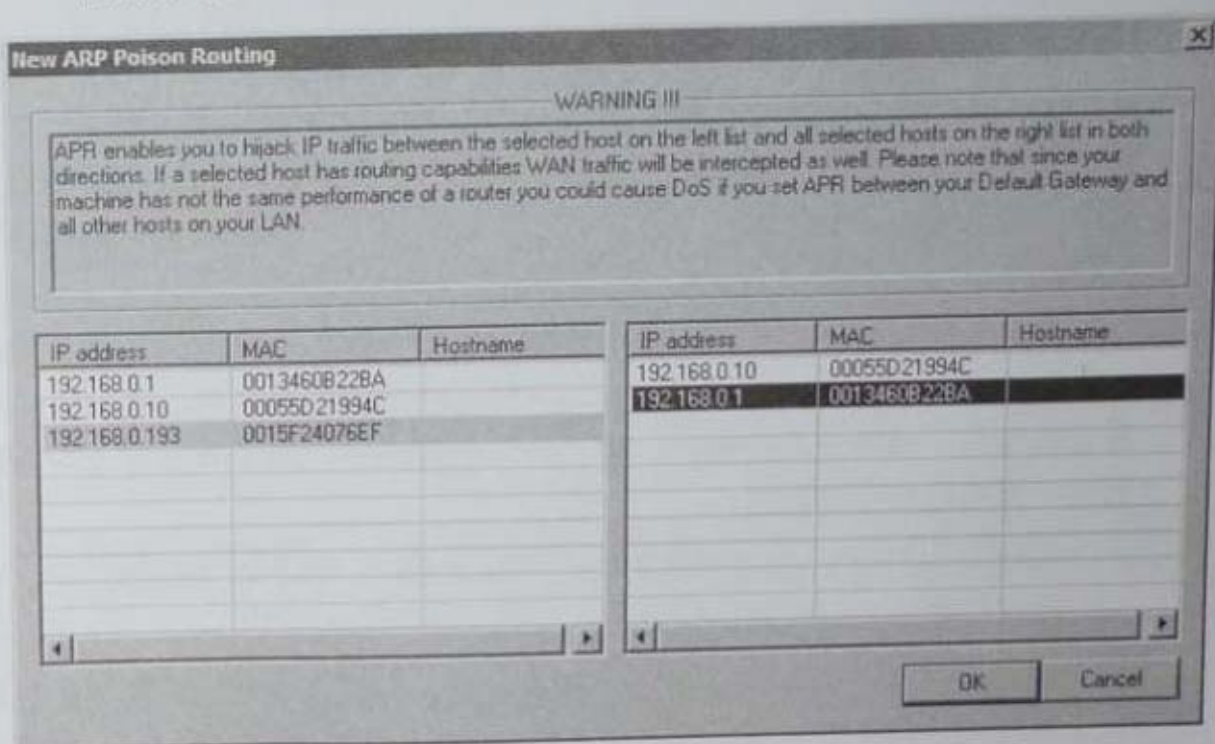 New ARP Poison Routing
WARNING !!!
APR enables you to hijack IP traffic between the selected host on the left list and all selected hosts on the right list in both
directions. If a selected host has routing capabilities WAN traffic will be intercepted as well. Please note that since your
machine has not the same performance of a router you could cause DoS if you set APR between your Default Gateway and
all other hosts on your LAN.
IP address MAC Hostname
192.168.0.1 0013460B22BA
192.168.0.10 00055D21994C
192.168.0.193 0015F24076EF
IP address MAC Hostname
192.168.0.10 00055D21994C
192.168.0.1 0013460B22BA
OK Cancel